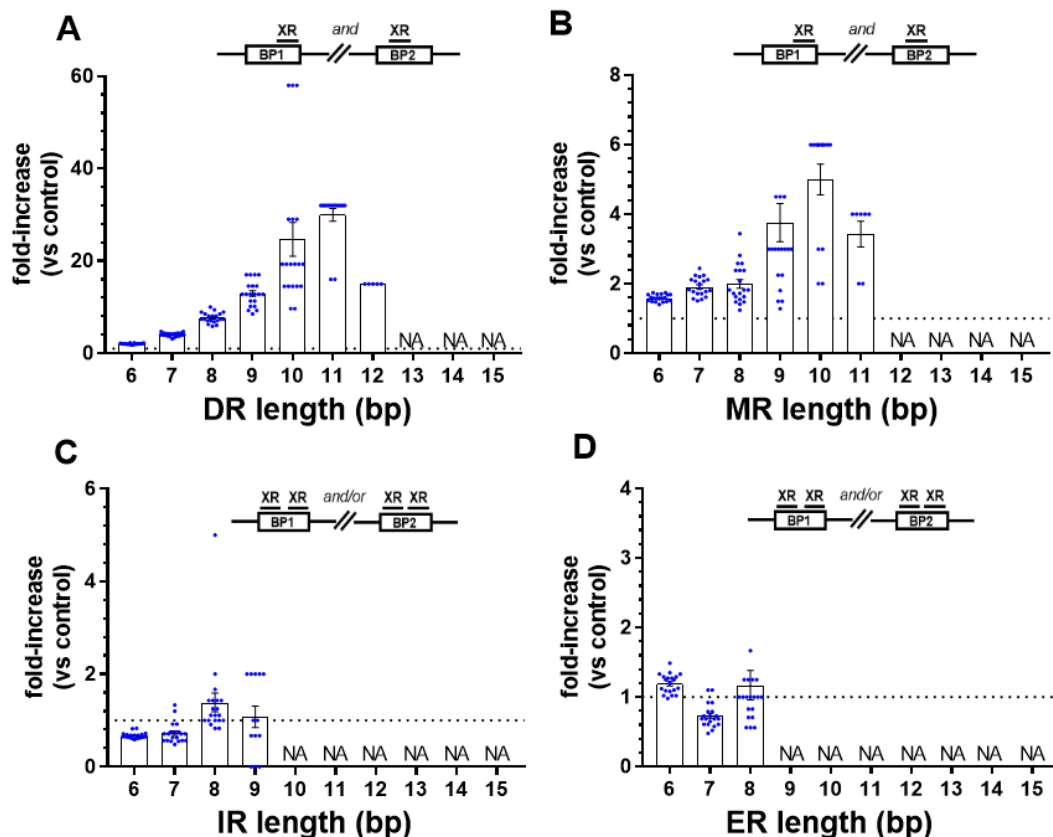 A
XR and XR
BP1 BP2
60
40
20
0
fold-increase
(vs control)
NA NA NA
6 7 8 9 10 11 12 13 14 15
DR length (bp)
B
XR and XR
BP1 BP2
8
6
4
2
0
fold-increase
(vs control)
NA NA NA NA
6 7 8 9 10 11 12 13 14 15
MR length (bp)
C
XR XR and/or XR XR
BP1 BP2
6
4
2
0
fold-increase
(vs control)
NA NA NA NA NA NA
6 7 8 9 10 11 12 13 14 15
IR length (bp)
D
XR XR and/or XR XR
BP1 BP2
4
3
2
1
0
fold-increase
(vs control)
NA NA NA NA NA NA NA
6 7 8 9 10 11 12 13 14 15
ER length (bp)